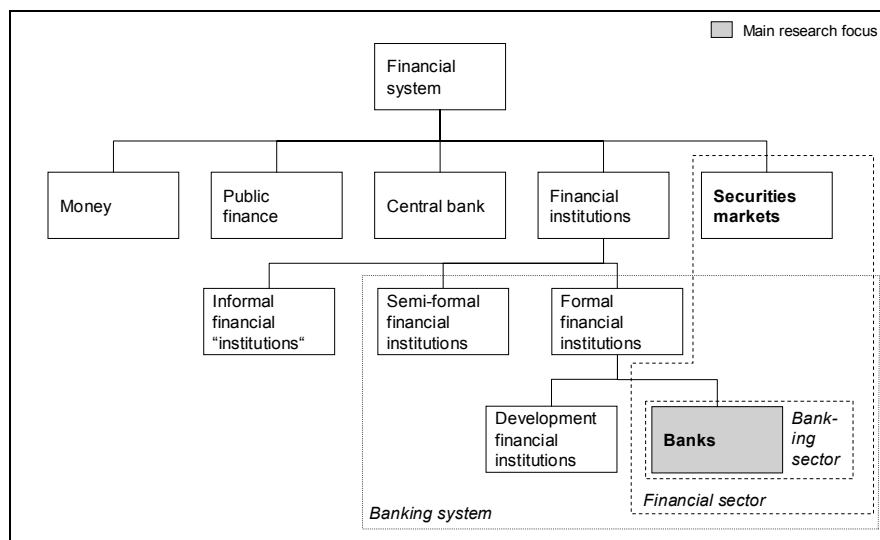 Main research focus
Financial
system
Money
Public
finance
Central bank
Financial
institutions
Securities
markets
Informal
financial
“institutions“
Semi-formal
financial
institutions
Formal
financial
institutions
Development
financial
institutions
Banks
Bank-
ing
sector
Financial sector
Banking system